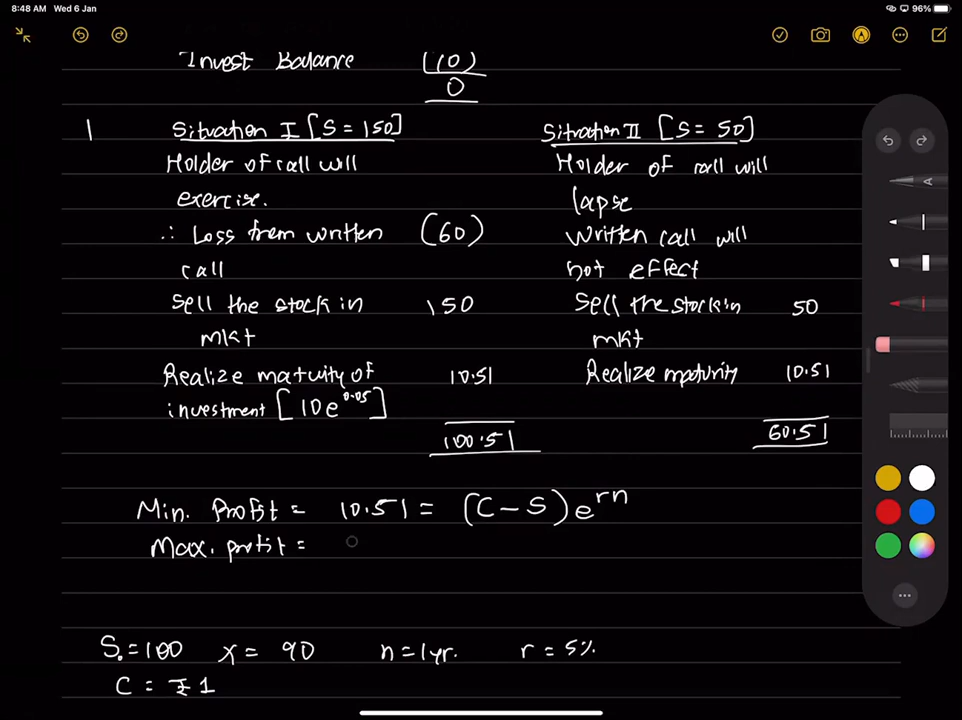 8:48 AM Wed 6 Jan
96%
Invest Balance (10)
0
1 Situation I [S = 150] Situation II [S = 50]
Holder of call will Holder of call will
exercise. lapse
∴ Loss from written (60) Written call will
call not effect
Sell the stock in 150 Sell the stock in 50
mkt mkt
Realize matuity of 10.51 Realize maturity 10.51
investment [10e^0.05]
100.51 60.51
Min. Profit = 10.51 = (C - S)e^rn
Max. profit =
S. = 100 x = 90 n = 1yr. r = 5%
C = ₹1
A